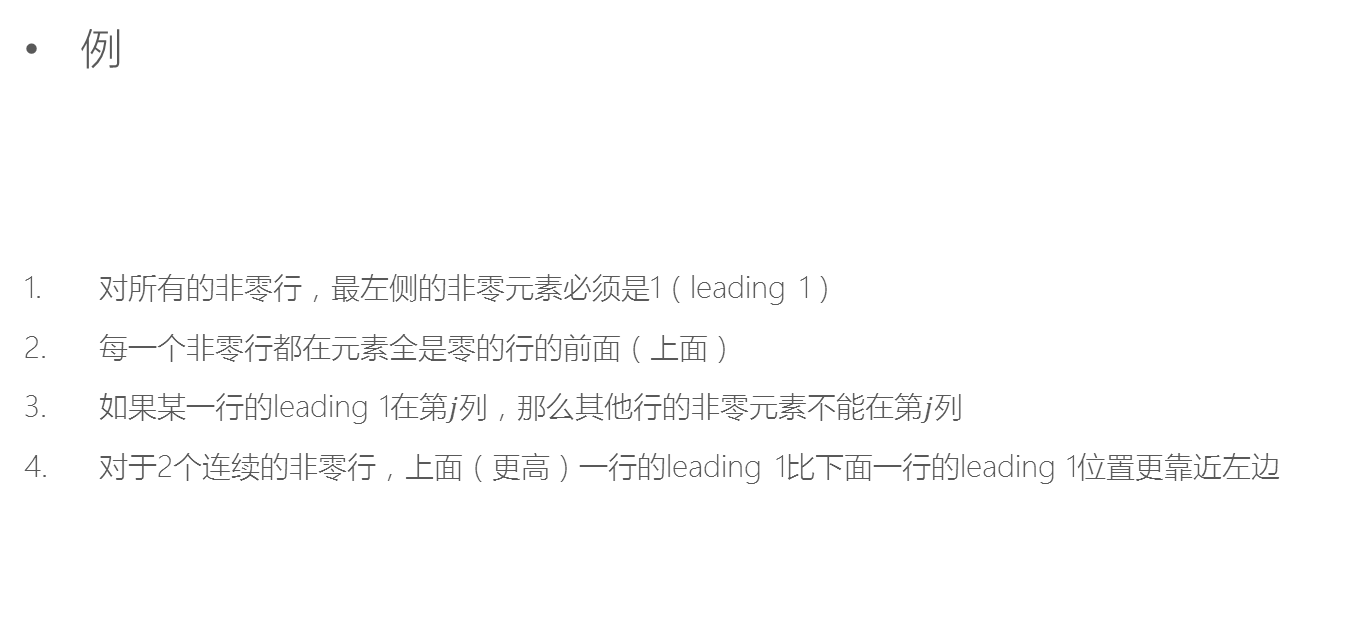 • 例
1. 对所有的非零行，最左侧的非零元素必须是1（leading 1）
2. 每一个非零行都在元素全是零的行的前面（上面）
3. 如果某一行的leading 1在第j列，那么其他行的非零元素不能在第j列
4. 对于2个连续的非零行，上面（更高）一行的leading 1比下面一行的leading 1位置更靠近左边